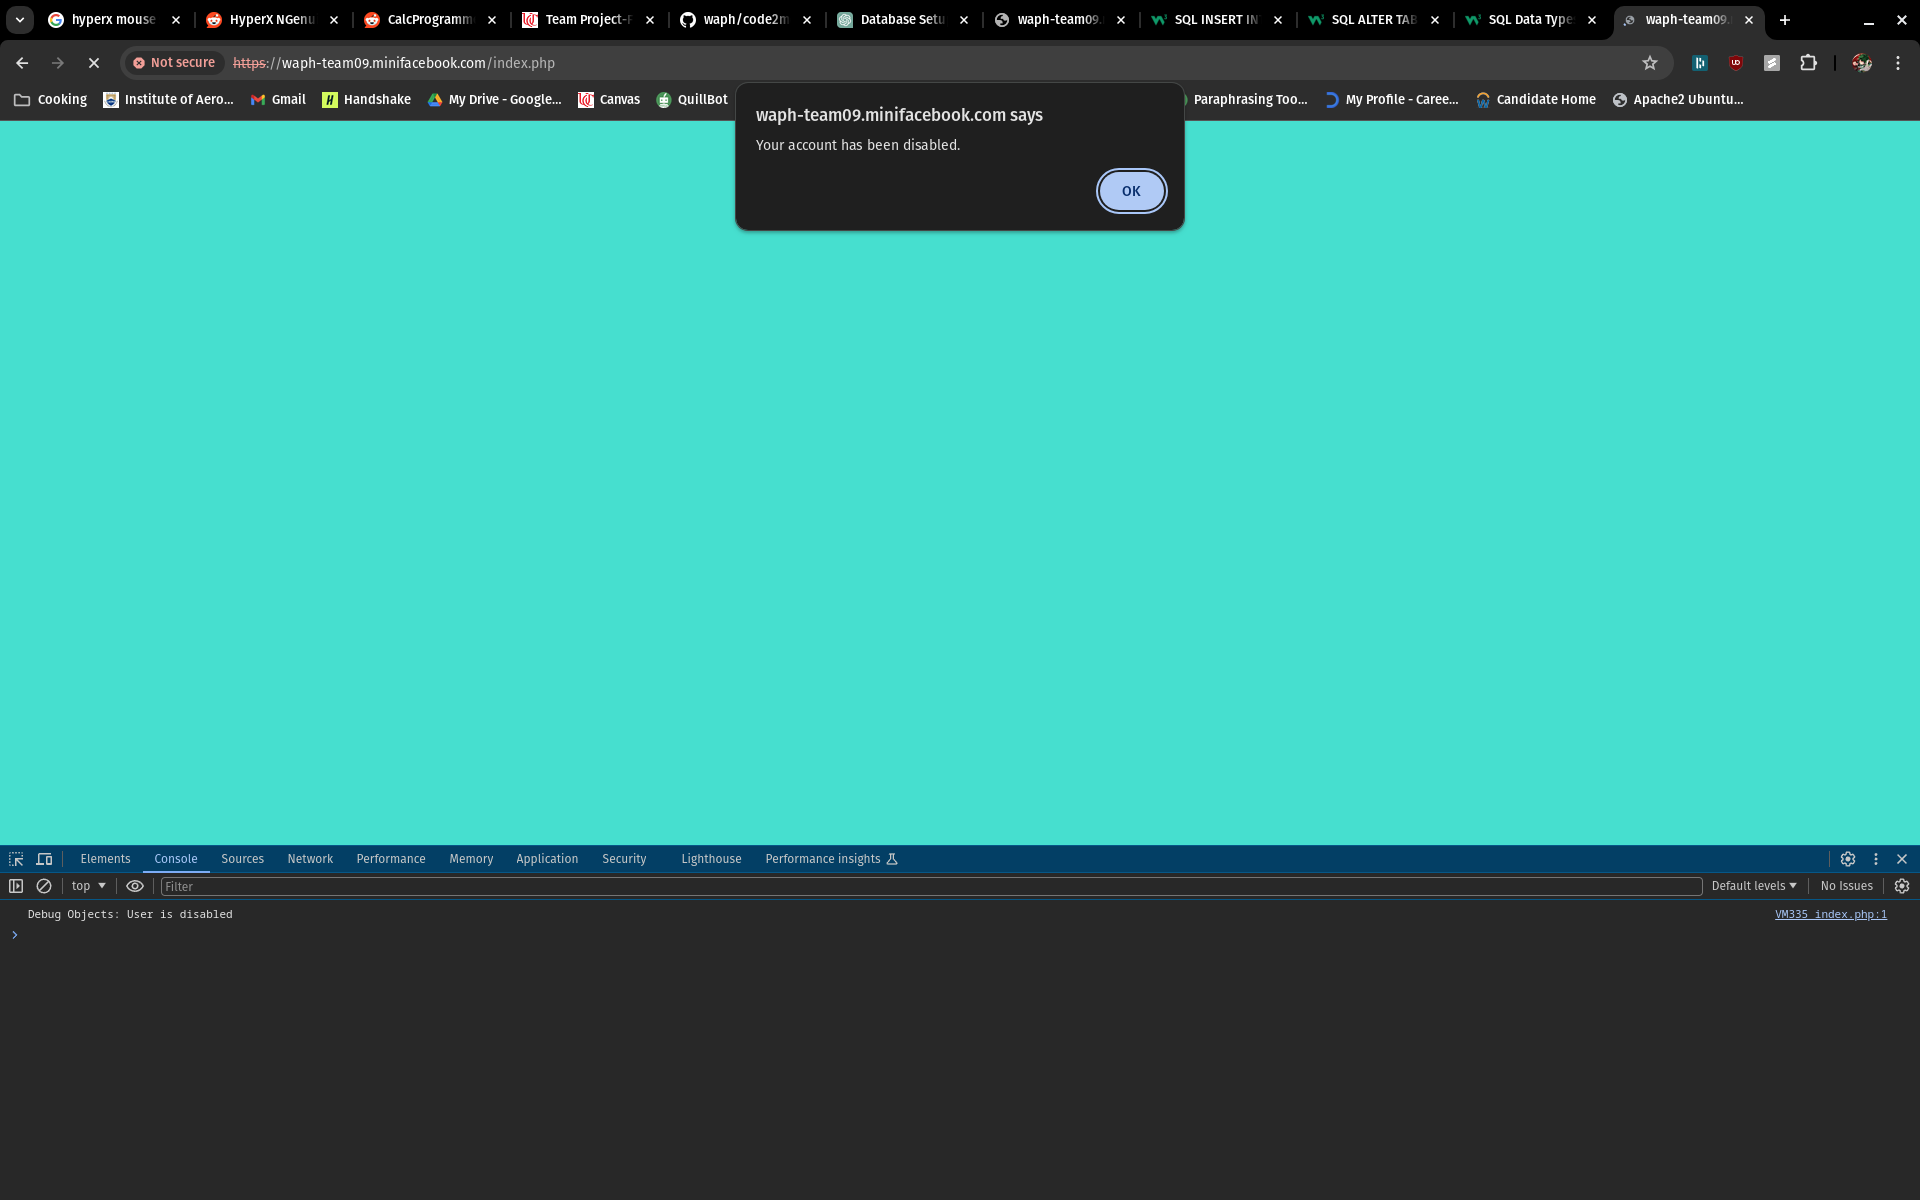 hyperx mouse
HyperX NGenu
CalcProgramm
Team Project-F
waph/code2m
Database Setu
waph-team09.
SQL INSERT IN
SQL ALTER TAB
SQL Data Type
waph-team09.
Not secure
https://waph-team09.minifacebook.com/index.php
Cooking
Institute of Aero...
Gmail
Handshake
My Drive - Google...
Canvas
QuillBot
Paraphrasing Too...
My Profile - Caree...
Candidate Home
Apache2 Ubuntu...
waph-team09.minifacebook.com says
Your account has been disabled.
OK
Elements
Console
Sources
Network
Performance
Memory
Application
Security
Lighthouse
Performance insights
top
Filter
Default levels
No Issues
Debug Objects: User is disabled
VM335 index.php:1